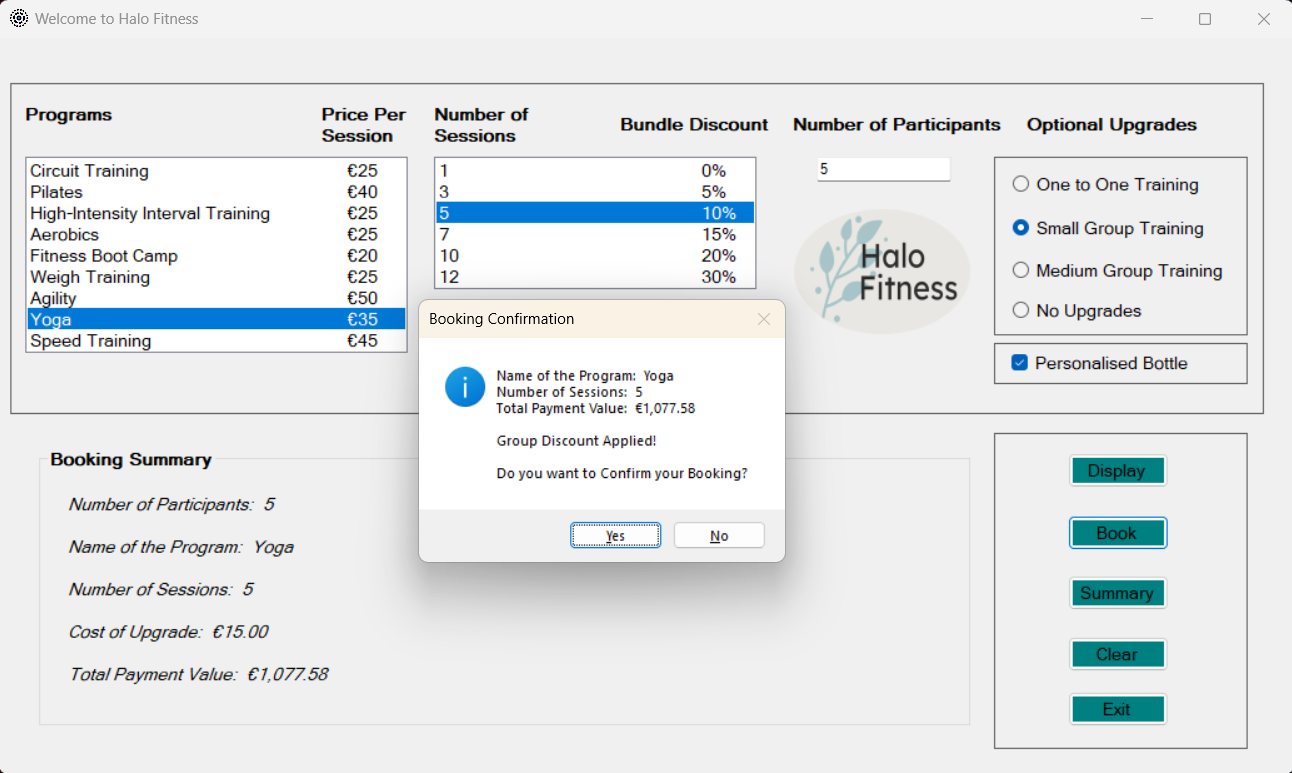 Welcome to Halo Fitness
Programs
Price Per
Session
Number of
Sessions
Bundle Discount
Number of Participants
Optional Upgrades
Circuit Training €25
Pilates €40
High-Intensity Interval Training €25
Aerobics €25
Fitness Boot Camp €20
Weigh Training €25
Agility €50
Yoga €35
Speed Training €45
1 0%
3 5%
5 10%
7 15%
10 20%
12 30%
5
Halo
Fitness
One to One Training
Small Group Training
Medium Group Training
No Upgrades
Personalised Bottle
Booking Confirmation
Name of the Program: Yoga
Number of Sessions: 5
Total Payment Value: €1,077.58
Group Discount Applied!
Do you want to Confirm your Booking?
Yes
No
Booking Summary
Number of Participants: 5
Name of the Program: Yoga
Number of Sessions: 5
Cost of Upgrade: €15.00
Total Payment Value: €1,077.58
Display
Book
Summary
Clear
Exit